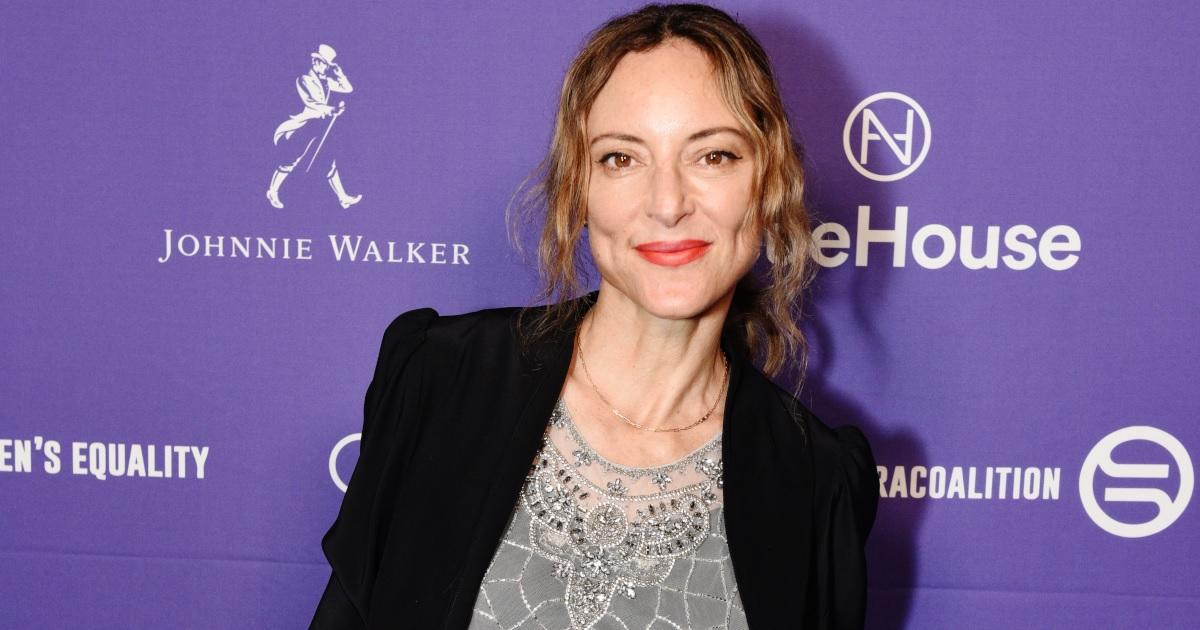 JOHNNIE WALKER
eHouse
EN'S EQUALITY
RACOALITION